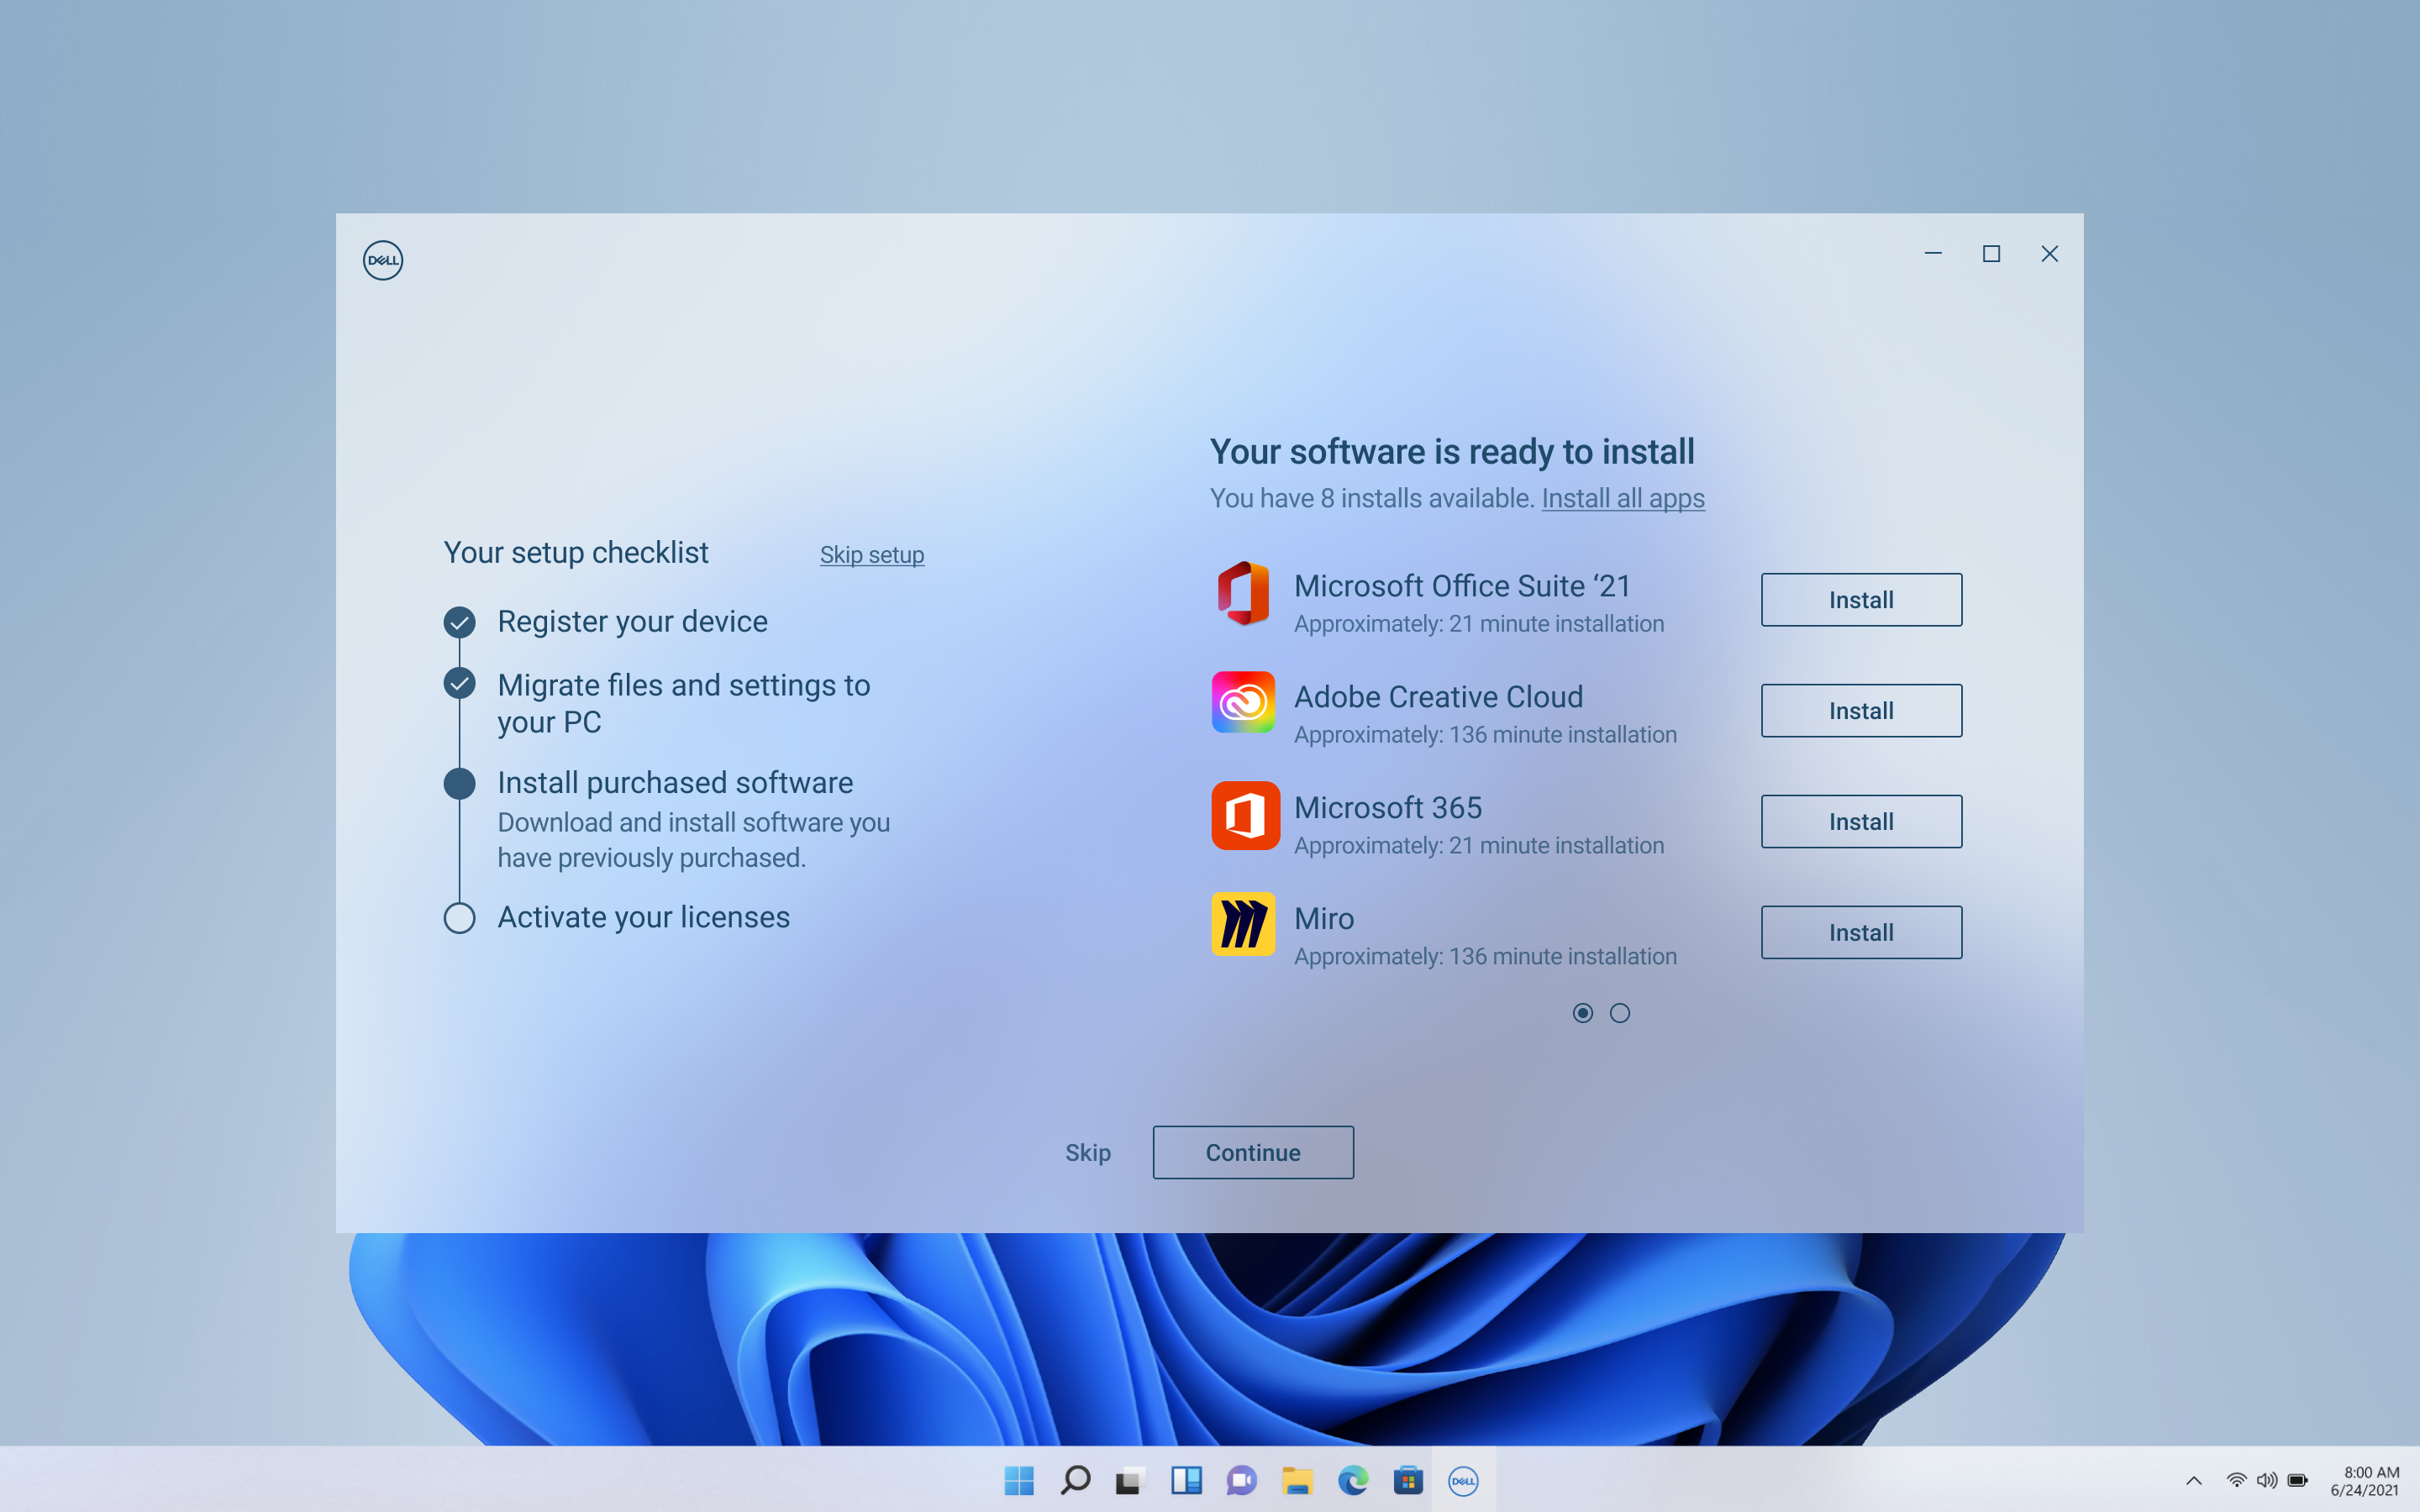 DELL
Your setup checklist
Skip setup
Register your device
Migrate files and settings to
your PC
Install purchased software
Download and install software you
have previously purchased.
Activate your licenses
Your software is ready to install
You have 8 installs available. Install all apps
Microsoft Office Suite ‘21
Approximately: 21 minute installation
Install
Adobe Creative Cloud
Approximately: 136 minute installation
Install
Microsoft 365
Approximately: 21 minute installation
Install
Miro
Approximately: 136 minute installation
Install
Skip
Continue
DELL
8:00 AM
6/24/2021